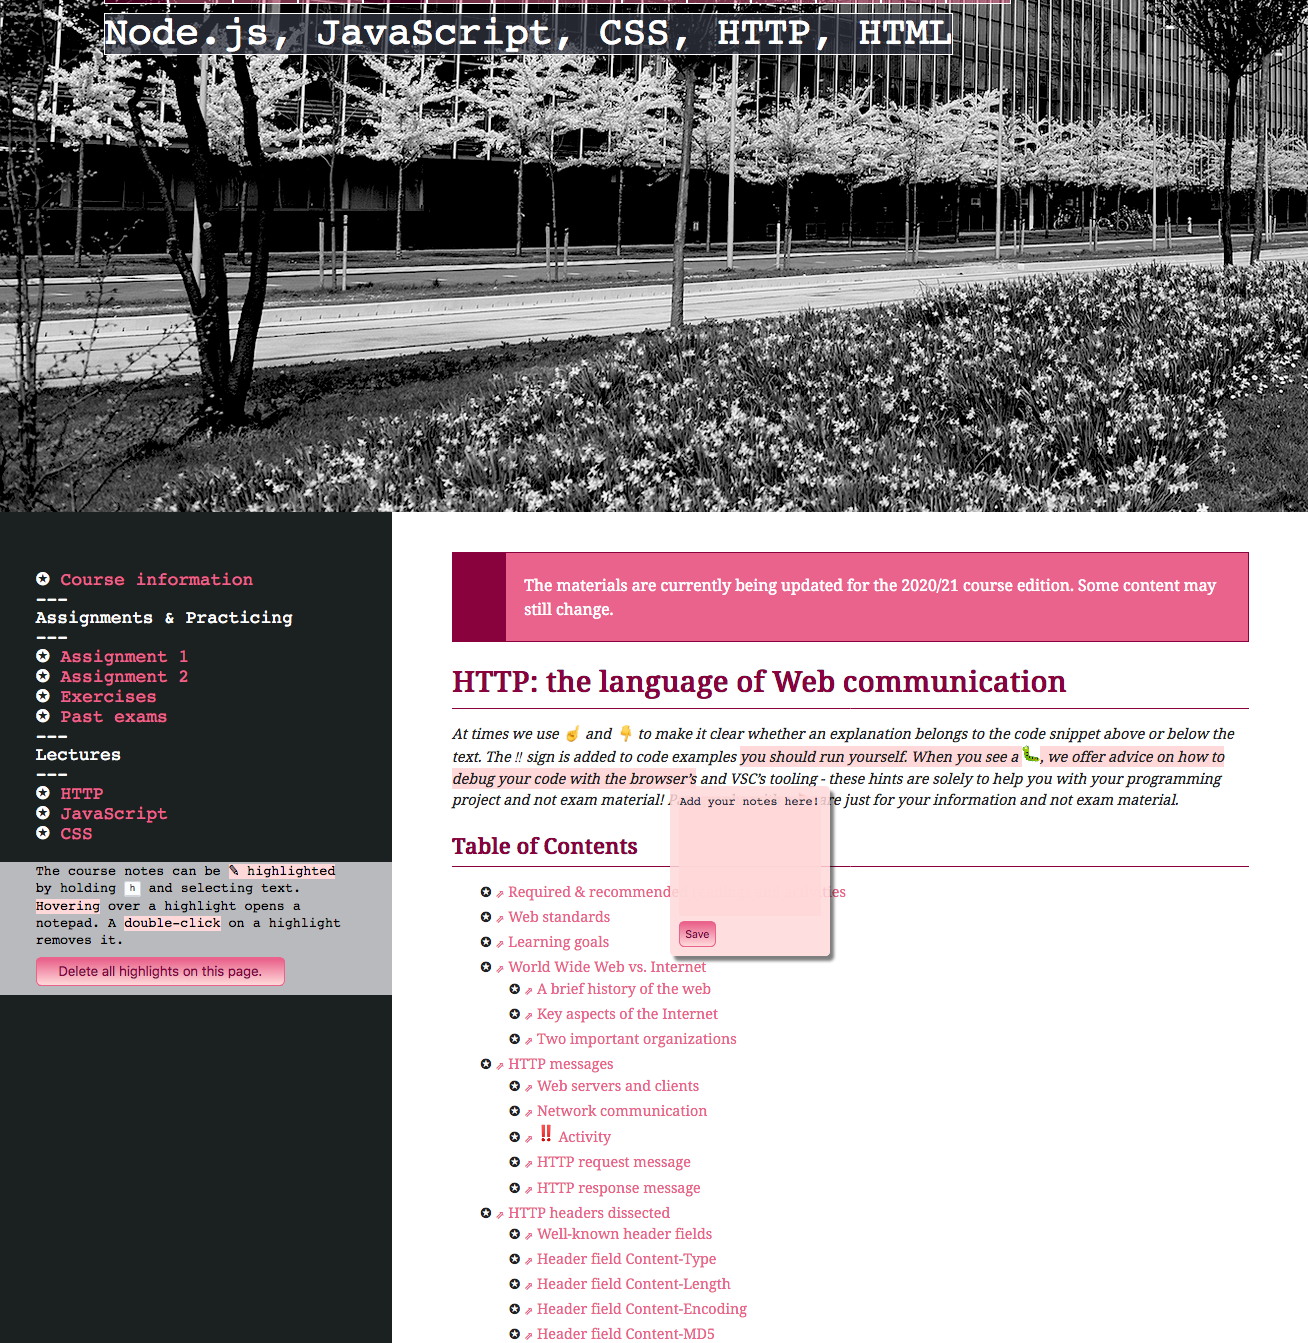 Node.js, JavaScript, CSS, HTTP, HTML
✪ Course information
---
Assignments & Practicing
---
✪ Assignment 1
✪ Assignment 2
✪ Exercises
✪ Past exams
---
Lectures
---
✪ HTTP
✪ JavaScript
✪ CSS
The course notes can be ✎ highlighted
by holding h and selecting text.
Hovering over a highlight opens a
notepad. A double-click on a highlight
removes it.
Delete all highlights on this page.
The materials are currently being updated for the 2020/21 course edition. Some content may
still change.
HTTP: the language of Web communication
At times we use ☝ and 👇 to make it clear whether an explanation belongs to the code snippet above or below the
text. The ‼ sign is added to code examples you should run yourself. When you see a 🐛, we offer advice on how to
debug your code with the browser's and VSC's tooling - these hints are solely to help you with your programming
project and not exam material! are just for your information and not exam material.
Add your notes here!
Save
Table of Contents
✪ ⇗ Required & recommended
✪ ⇗ Web standards
✪ ⇗ Learning goals
✪ ⇗ World Wide Web vs. Internet
✪ ⇗ A brief history of the web
✪ ⇗ Key aspects of the Internet
✪ ⇗ Two important organizations
✪ ⇗ HTTP messages
✪ ⇗ Web servers and clients
✪ ⇗ Network communication
✪ ⇗ ‼ Activity
✪ ⇗ HTTP request message
✪ ⇗ HTTP response message
✪ ⇗ HTTP headers dissected
✪ ⇗ Well-known header fields
✪ ⇗ Header field Content-Type
✪ ⇗ Header field Content-Length
✪ ⇗ Header field Content-Encoding
✪ ⇗ Header field Content-MD5